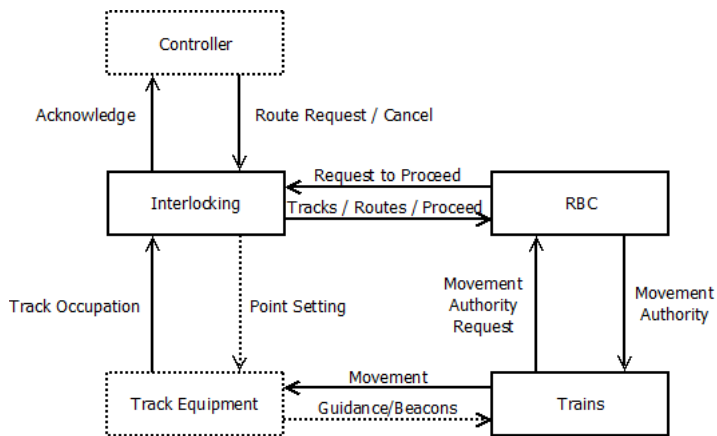 Controller
Acknowledge
Route Request / Cancel
Request to Proceed
Interlocking
Tracks / Routes / Proceed
RBC
Track Occupation
Point Setting
Movement
Authority
Request
Movement
Authority
Movement
Track Equipment
Guidance/Beacons
Trains